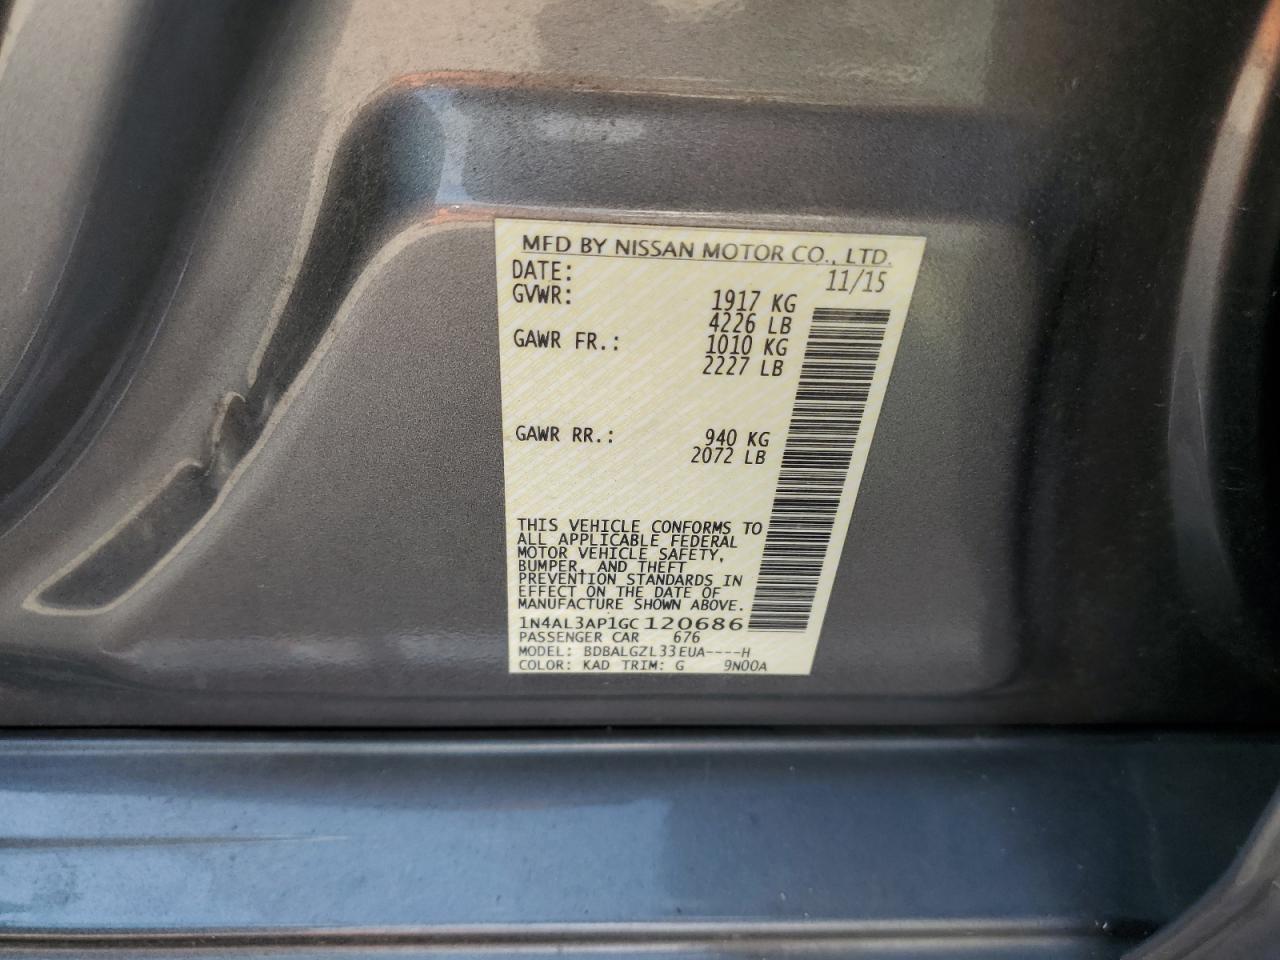 MFD BY NISSAN MOTOR CO., LTD.
DATE: 11/15
GVWR: 1917 KG
4226 LB
GAWR FR.: 1010 KG
2227 LB
GAWR RR.: 940 KG
2072 LB
THIS VEHICLE CONFORMS TO
ALL APPLICABLE FEDERAL
MOTOR VEHICLE SAFETY,
BUMPER, AND THEFT
PREVENTION STANDARDS IN
EFFECT ON THE DATE OF
MANUFACTURE SHOWN ABOVE.
1N4AL3AP1GC120686
PASSENGER CAR 676
MODEL: BDBALGZL33EUA----H
COLOR: KAD TRIM: G 9N00A